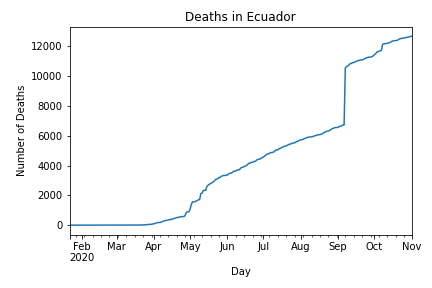 Deaths in Ecuador
Number of Deaths
12000
10000
8000
6000
4000
2000
0
Feb Mar Apr May Jun Jul Aug Sep Oct Nov
2020
Day